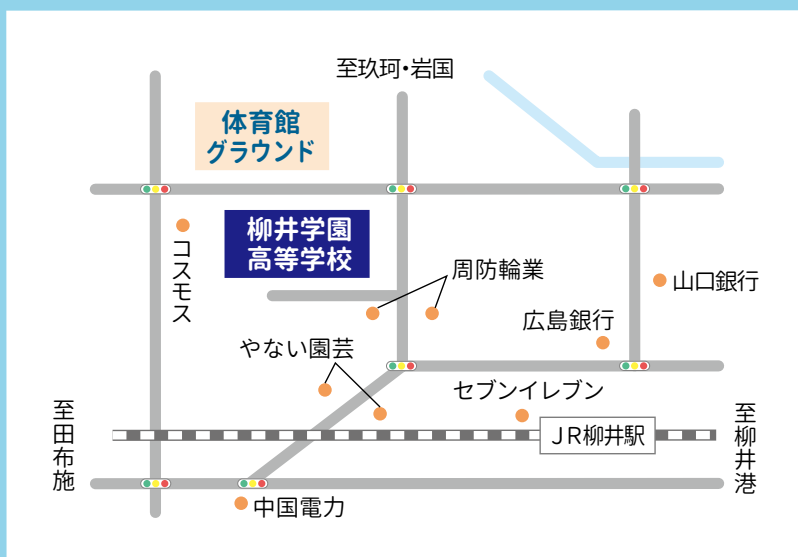 至玖珂・岩国
体育館
グラウンド
柳井学園
高等学校
コスモス
周防輪業
山口銀行
広島銀行
やない園芸
セブンイレブン
至田布施
JR柳井駅
至柳井港
中国電力